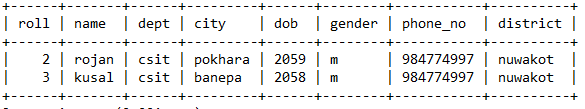 +------+-------+------+---------+------+--------+-----------+----------+
| roll | name  | dept | city    | dob  | gender | phone_no  | district |
+------+-------+------+---------+------+--------+-----------+----------+
|    2 | rojan | csit | pokhara | 2059 | m      | 984774997 | nuwakot  |
|    3 | kusal | csit | banepa  | 2058 | m      | 984774997 | nuwakot  |
+------+-------+------+---------+------+--------+-----------+----------+